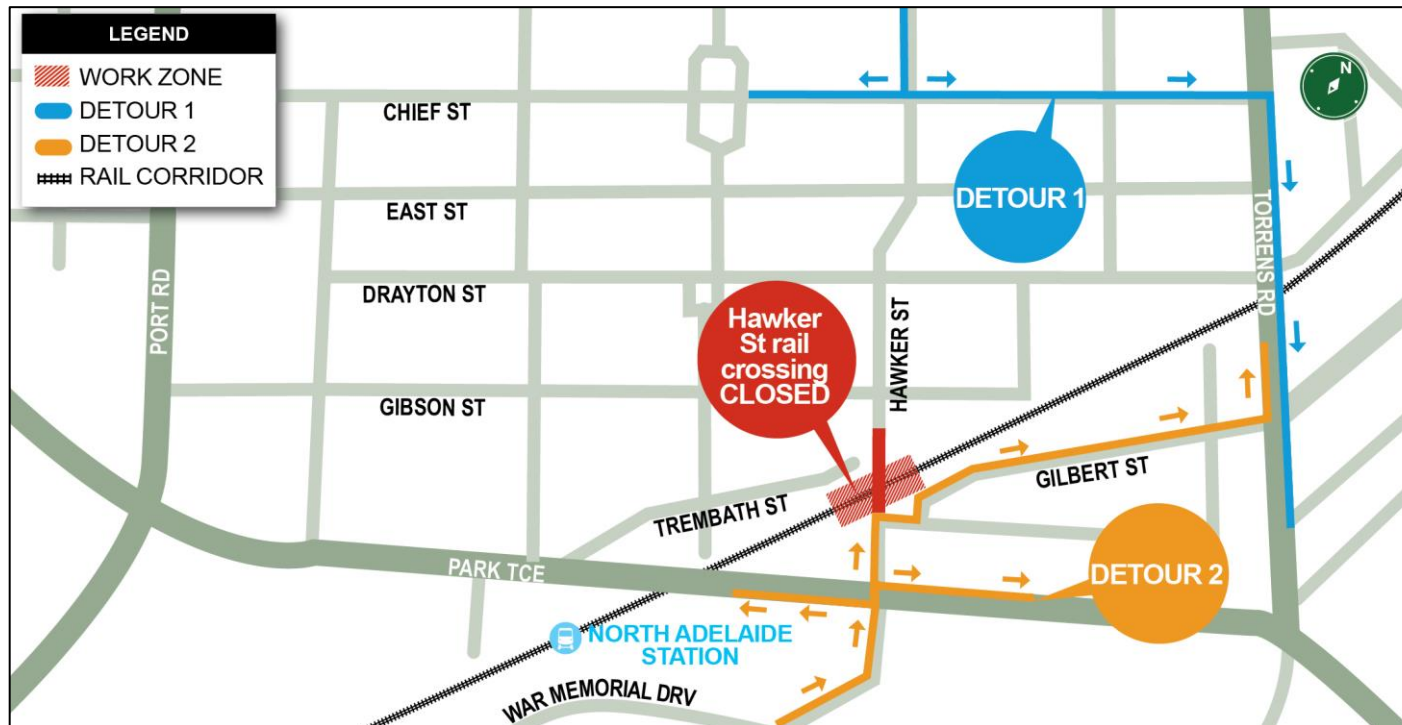 LEGEND
WORK ZONE
DETOUR 1
DETOUR 2
RAIL CORRIDOR
N
CHIEF ST
DETOUR 1
EAST ST
TORRENS RD
PORT RD
DRAYTON ST
HAWKER ST
Hawker
St rail
crossing
CLOSED
GIBSON ST
GILBERT ST
TREMBATH ST
PARK TCE
DETOUR 2
NORTH ADELAIDE
STATION
WAR MEMORIAL DRV